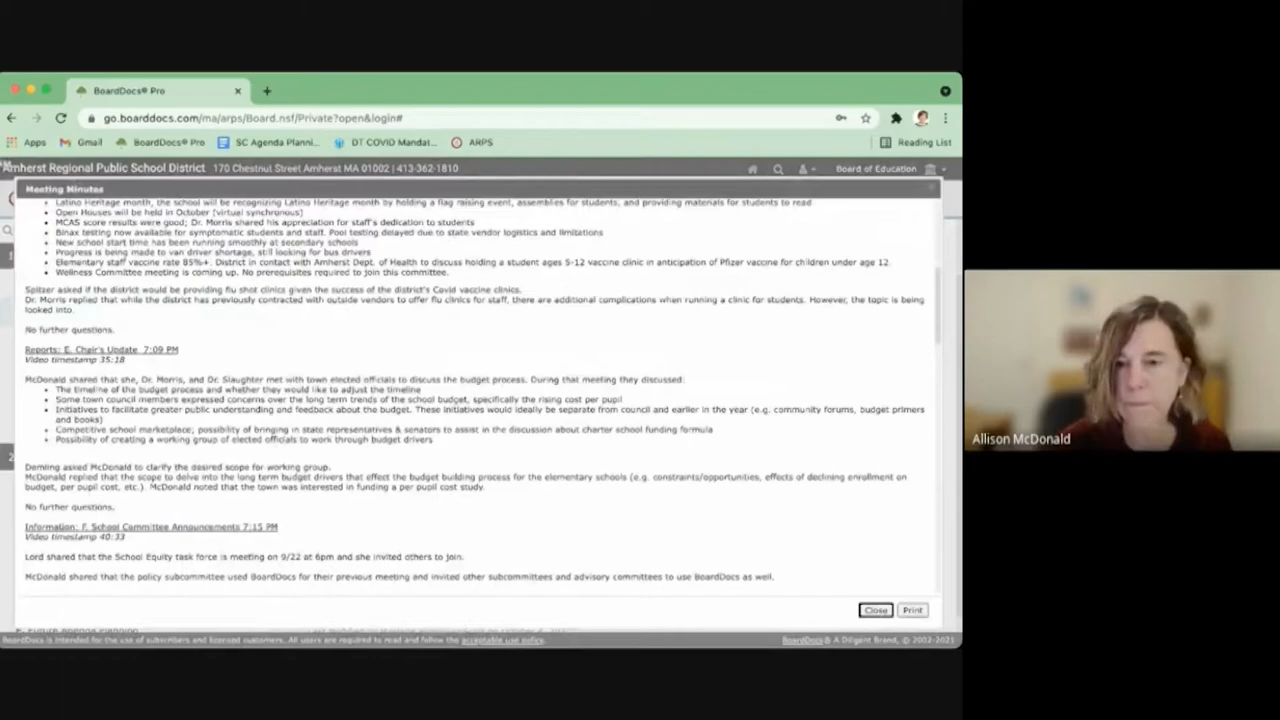 BoardDocs® Pro
go.boarddocs.com/ma/arps/Board.nsf/Private?open&login#
Apps Gmail BoardDocs® Pro SC Agenda Planni... DT COVID Mandat... ARPS Reading List
Amherst Regional Public School District 170 Chestnut Street Amherst MA 01002 | 413-362-1810 Board of Education
Meeting Minutes
Latino Heritage month, the school will be recognizing Latino Heritage month by holding a flag raising event, assemblies for students, and providing materials for students to read
Open Houses will be held in October (virtual synchronous)
MCAS score results were good; Dr. Morris shared his appreciation for staff's dedication to students
Binax testing now available for symptomatic students and staff. Pool testing delayed due to state vendor logistics and limitations
New school start time has been running smoothly at secondary schools
Progress is being made to van driver shortage, still looking for bus drivers
Elementary staff vaccine rate 85%+. District in contact with Amherst Dept. of Health to discuss holding a student ages 5-12 vaccine clinic in anticipation of Pfizer vaccine for children under age 12.
Wellness Committee meeting is coming up. No prerequisites required to join this committee.
Spitzer asked if the district would be providing flu shot clinics given the success of the district's Covid vaccine clinics.
Dr. Morris replied that while the district has previously contracted with outside vendors to offer flu clinics for staff, there are additional complications when running a clinic for students. However, the topic is being
looked into.
No further questions.
Reports: E. Chair's Update 7:09 PM
Video timestamp 35:18
McDonald shared that she, Dr. Morris, and Dr. Slaughter met with town elected officials to discuss the budget process. During that meeting they discussed:
The timeline of the budget process and whether they would like to adjust the timeline
Some town council members expressed concerns over the long term trends of the school budget, specifically the rising cost per pupil
Initiatives to facilitate greater public understanding and feedback about the budget. These initiatives would ideally be separate from council and earlier in the year (e.g. community forums, budget primers
and books)
Competitive school marketplace; possibility of bringing in state representatives & senators to assist in the discussion about charter school funding formula
Possibility of creating a working group of elected officials to work through budget drivers
Demling asked McDonald to clarify the desired scope for working group.
McDonald replied that the scope to delve into the long term budget drivers that effect the budget building process for the elementary schools (e.g. constraints/opportunities, effects of declining enrollment on
budget, per pupil cost, etc.). McDonald noted that the town was interested in funding a per pupil cost study.
No further questions.
Information: F. School Committee Announcements 7:15 PM
Video timestamp 40:33
Lord shared that the School Equity task force is meeting on 9/22 at 6pm and she invited others to join.
McDonald shared that the policy subcommittee used BoardDocs for their previous meeting and invited other subcommittees and advisory committees to use BoardDocs as well.
Close Print
BoardDocs is intended for the use of subscribers and licensed customers. All users are required to read and follow the acceptable use policy. BoardDocs® A Diligent Brand, © 2002-2021
Allison McDonald